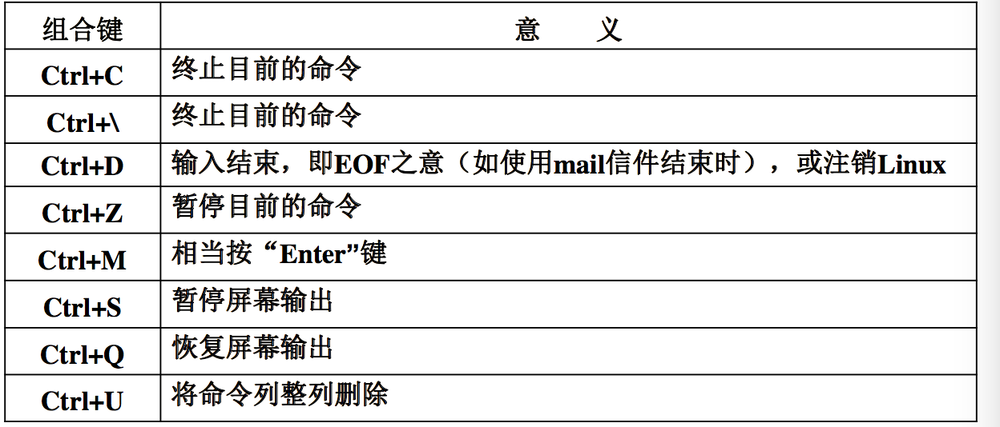 组合键 意 义
Ctrl+C 终止目前的命令
Ctrl+\ 终止目前的命令
Ctrl+D 输入结束，即EOF之意（如使用mail信件结束时），或注销Linux
Ctrl+Z 暂停目前的命令
Ctrl+M 相当按“Enter”键
Ctrl+S 暂停屏幕输出
Ctrl+Q 恢复屏幕输出
Ctrl+U 将命令列整列删除